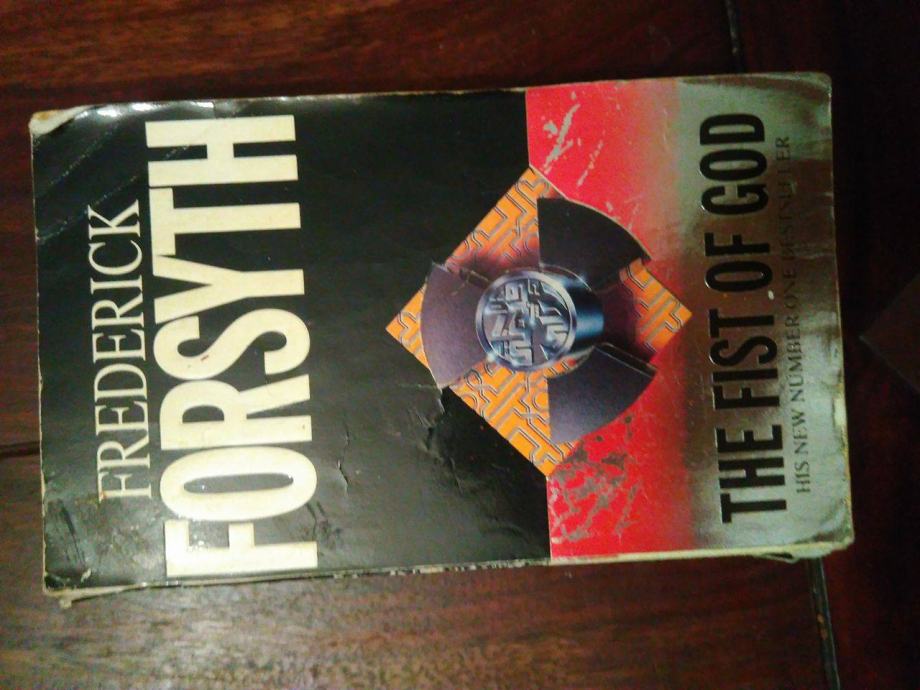 FREDERICK
FORSYTH
THE FIST OF GOD
HIS NEW NUMBER ONE BESTSELLER